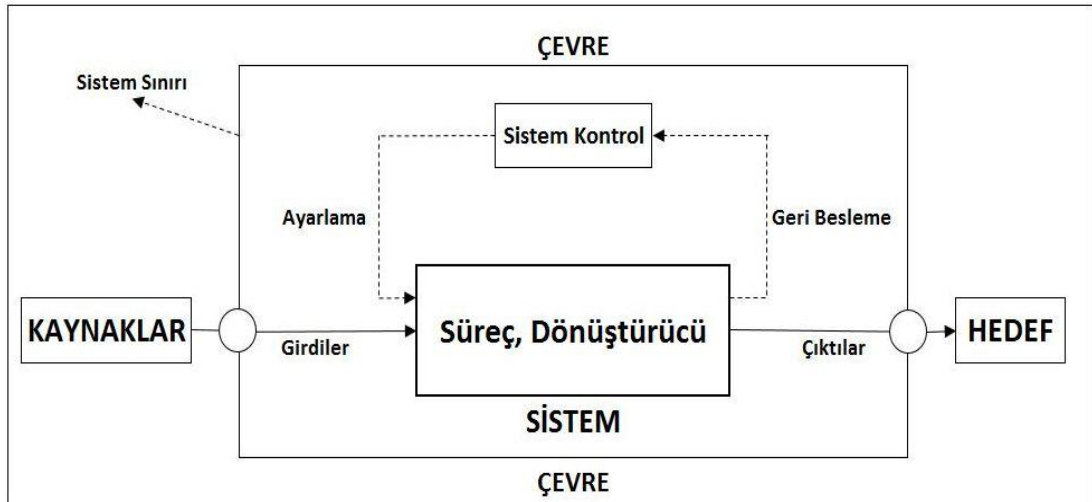 ÇEVRE
Sistem Sınırı
Sistem Kontrol
Ayarlama
Geri Besleme
KAYNAKLAR
Girdiler
Süreç, Dönüştürücü
Çıktılar
HEDEF
SİSTEM
ÇEVRE